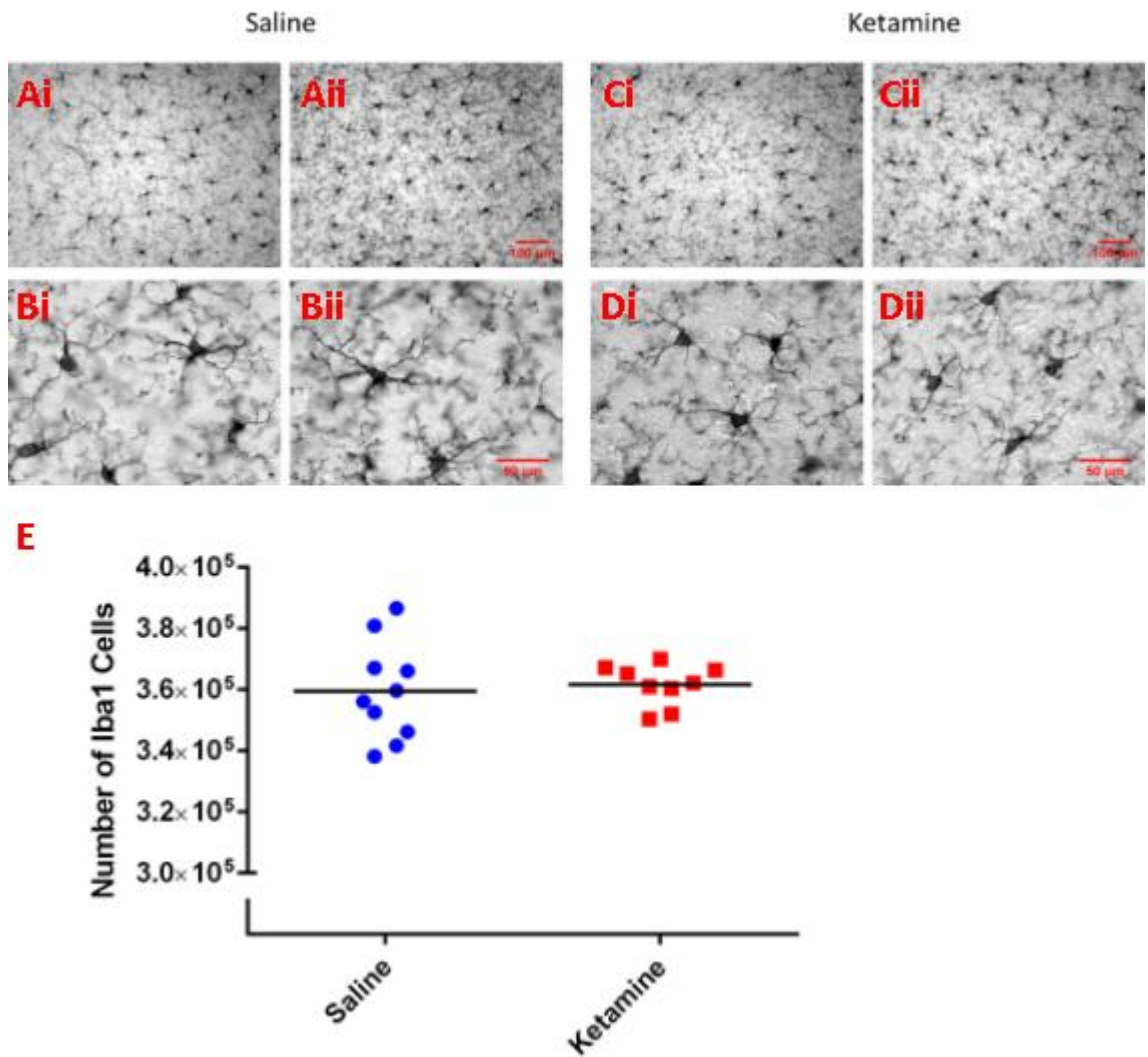 Saline Ketamine
Ai Aii Ci Cii
100 µm 100 µm
Bi Bii Di Dii
50 µm 50 µm
E
4.0× 10⁵
3.8× 10⁵
3.6× 10⁵
3.4× 10⁵
3.2× 10⁵
3.0× 10⁵
Number of Iba1 Cells
Saline Ketamine